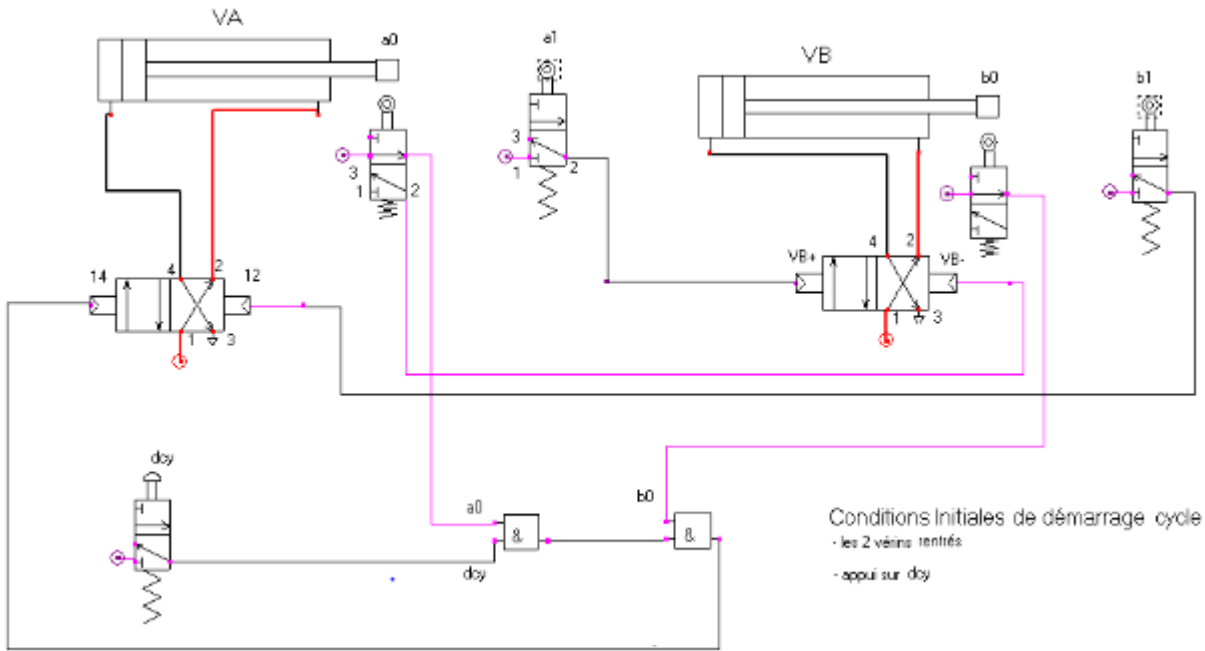 VA
a0
a1
VB
b0
b1
3
1
2
3
1
2
14
4
2
12
1
3
VB+
4
2
VB-
1
3
dcy
a0
&
dcy
b0
&
Conditions Initiales de démarrage cycle
- les 2 vérins rentrés
- appui sur dcy